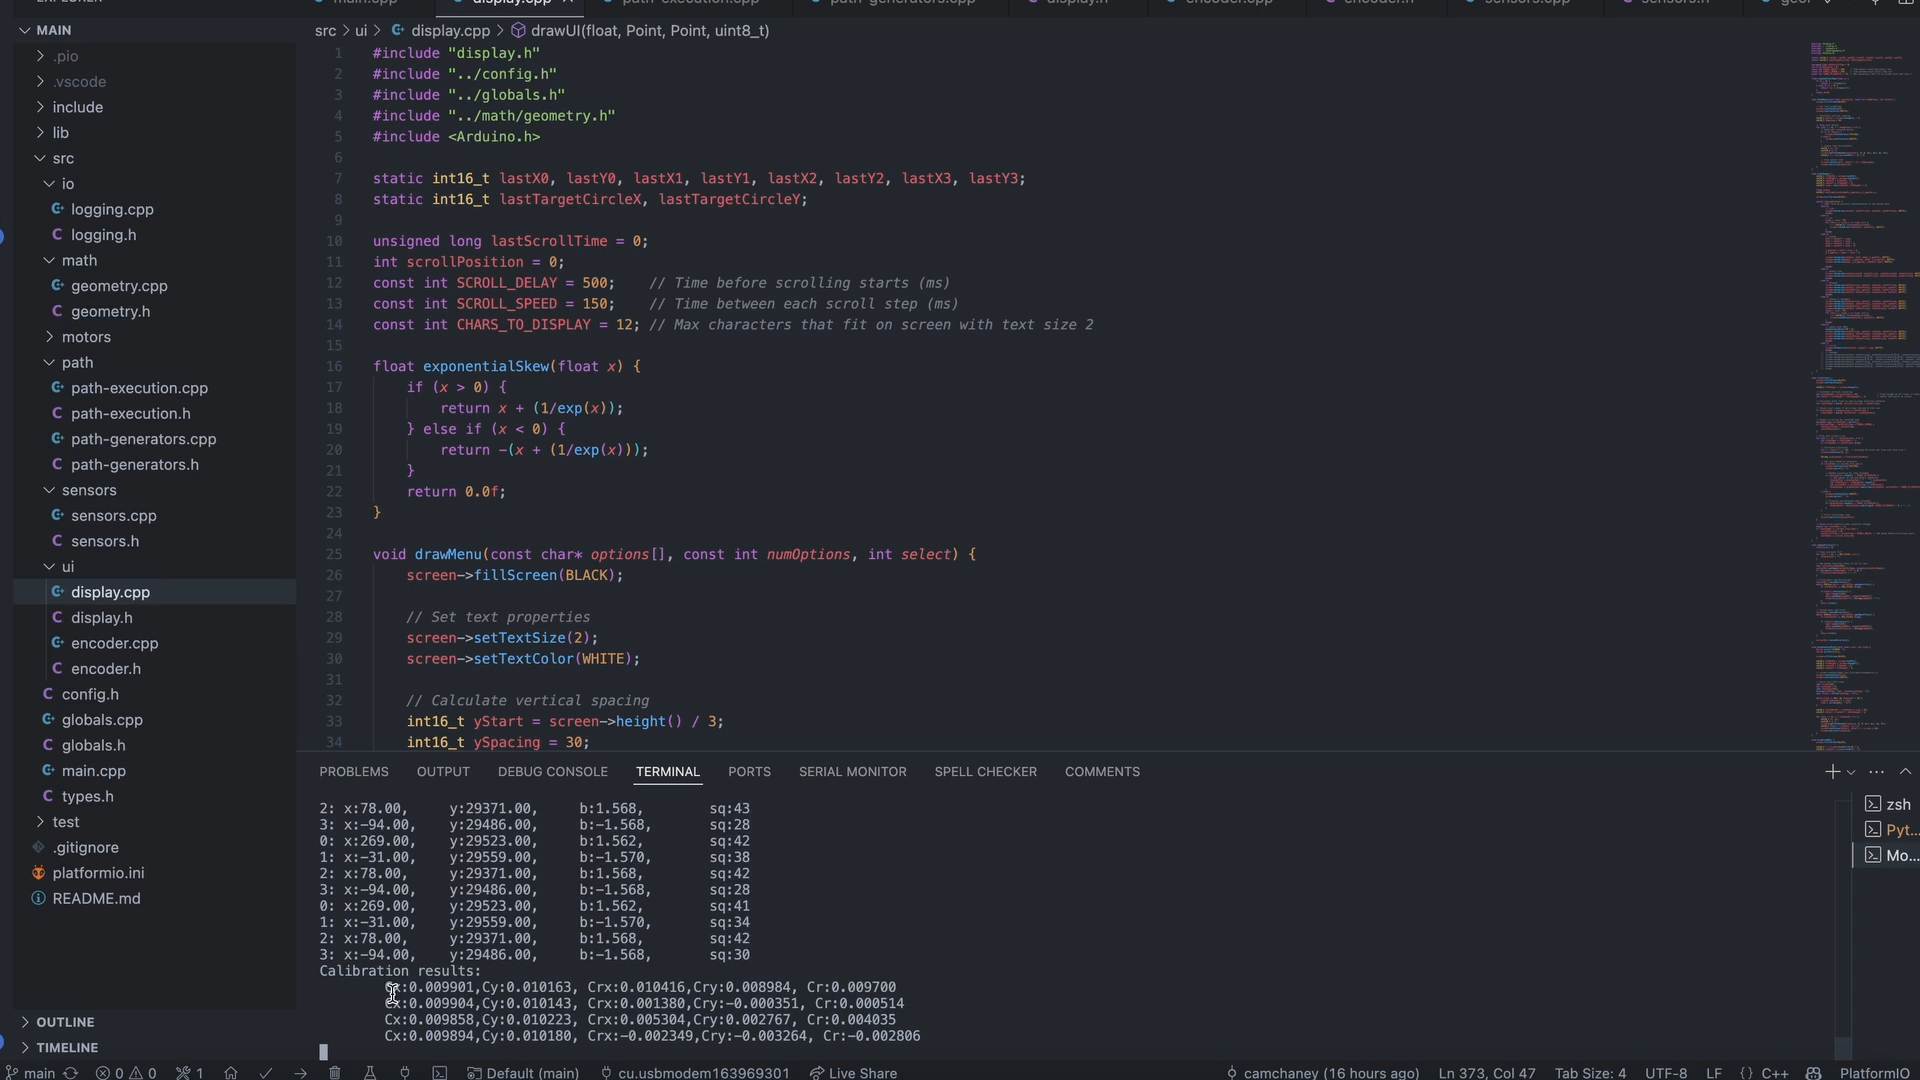 MAIN
.pio
.vscode
include
lib
src
io
logging.cpp
logging.h
math
geometry.cpp
geometry.h
motors
path
path-execution.cpp
path-execution.h
path-generators.cpp
path-generators.h
sensors
sensors.cpp
sensors.h
ui
display.cpp
display.h
encoder.cpp
encoder.h
config.h
globals.cpp
globals.h
main.cpp
types.h
test
.gitignore
platformio.ini
README.md
OUTLINE
TIMELINE
src > ui > display.cpp > drawUI(float, Point, Point, uint8_t)
1 #include "display.h"
2 #include "../config.h"
3 #include "../globals.h"
4 #include "../math/geometry.h"
5 #include <Arduino.h>
6
7 static int16_t lastX0, lastY0, lastX1, lastY1, lastX2, lastY2, lastX3, lastY3;
8 static int16_t lastTargetCircleX, lastTargetCircleY;
9
10 unsigned long lastScrollTime = 0;
11 int scrollPosition = 0;
12 const int SCROLL_DELAY = 500; // Time before scrolling starts (ms)
13 const int SCROLL_SPEED = 150; // Time between each scroll step (ms)
14 const int CHARS_TO_DISPLAY = 12; // Max characters that fit on screen with text size 2
15
16 float exponentialSkew(float x) {
17 if (x > 0) {
18 return x + (1/exp(x));
19 } else if (x < 0) {
20 return -(x + (1/exp(x)));
21 }
22 return 0.0f;
23 }
24
25 void drawMenu(const char* options[], const int numOptions, int select) {
26 screen->fillScreen(BLACK);
27
28 // Set text properties
29 screen->setTextSize(2);
30 screen->setTextColor(WHITE);
31
32 // Calculate vertical spacing
33 int16_t yStart = screen->height() / 3;
34 int16_t ySpacing = 30;
PROBLEMS OUTPUT DEBUG CONSOLE TERMINAL PORTS SERIAL MONITOR SPELL CHECKER COMMENTS
2: x:78.00, y:29371.00, b:1.568, sq:43
3: x:-94.00, y:29486.00, b:-1.568, sq:28
0: x:269.00, y:29523.00, b:1.562, sq:42
1: x:-31.00, y:29559.00, b:-1.570, sq:38
2: x:78.00, y:29371.00, b:1.568, sq:42
3: x:-94.00, y:29486.00, b:-1.568, sq:28
0: x:269.00, y:29523.00, b:1.562, sq:41
1: x:-31.00, y:29559.00, b:-1.570, sq:34
2: x:78.00, y:29371.00, b:1.568, sq:42
3: x:-94.00, y:29486.00, b:-1.568, sq:30
Calibration results:
Cx:0.009901,Cy:0.010163, Crx:0.010416,Cry:0.008984, Cr:0.009700
Cx:0.009904,Cy:0.010143, Crx:0.001380,Cry:-0.000351, Cr:0.000514
Cx:0.009858,Cy:0.010223, Crx:0.005304,Cry:0.002767, Cr:0.004035
Cx:0.009894,Cy:0.010180, Crx:-0.002349,Cry:-0.003264, Cr:-0.002806
zsh
Pyt...
Mo...
main 0 0 1 Default (main) cu.usbmodem163969301 Live Share camchaney (16 hours ago) Ln 373, Col 47 Tab Size: 4 UTF-8 LF {} C++ PlatformIO